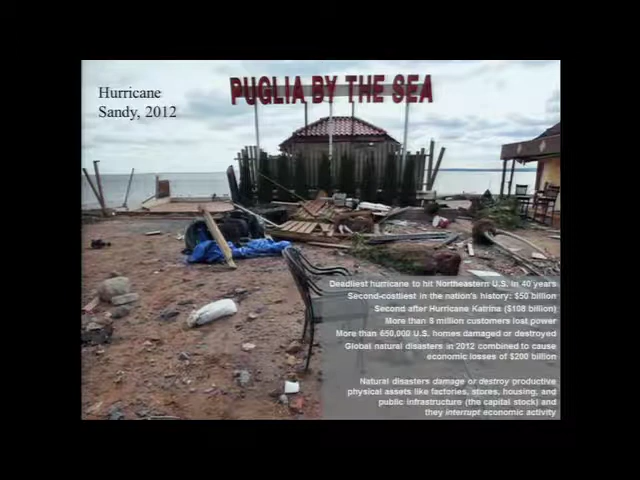 PUGLIA BY THE SEA
Hurricane
Sandy, 2012
Deadliest hurricane to hit Northeastern U.S. in 40 years
Second-costliest in the nation's history: $50 billion
Second after Hurricane Katrina ($108 billion)
More than 8 million customers lost power
More than 650,000 U.S. homes damaged or destroyed
Global natural disasters in 2012 combined to cause
economic losses of $200 billion
Natural disasters damage or destroy productive
physical assets like factories, stores, housing, and
public infrastructure (the capital stock) and
they interrupt economic activity